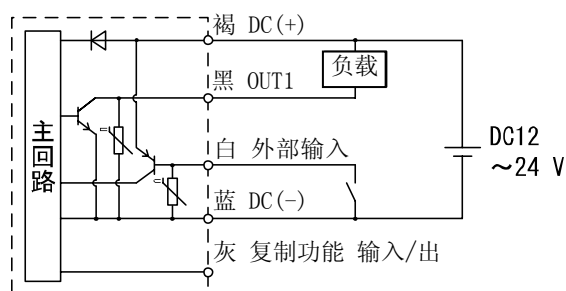 褐 DC(+)
负载
黑 OUT1
主回路
白 外部输入
DC12
～24 V
蓝 DC(-)
灰 复制功能 输入/出